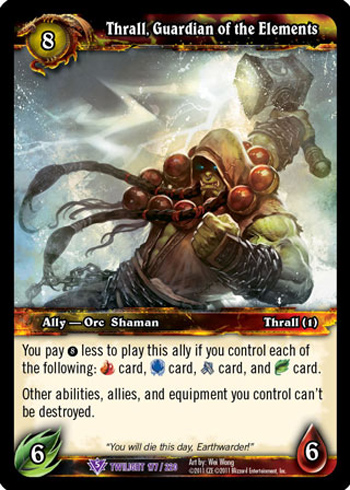 8
Thrall, Guardian of the Elements
Ally — Orc Shaman
Thrall (1)
You pay 8 less to play this ally if you control each
of the following: card, card, card, and card.
Other abilities, allies, and equipment you control can't
be destroyed.
6
"You will die this day, Earthwarder!"
TWILIGHT 177 / 220
Art by: Wei Wang
©2011 CZE ©2011 Blizzard Entertainment, Inc.
6